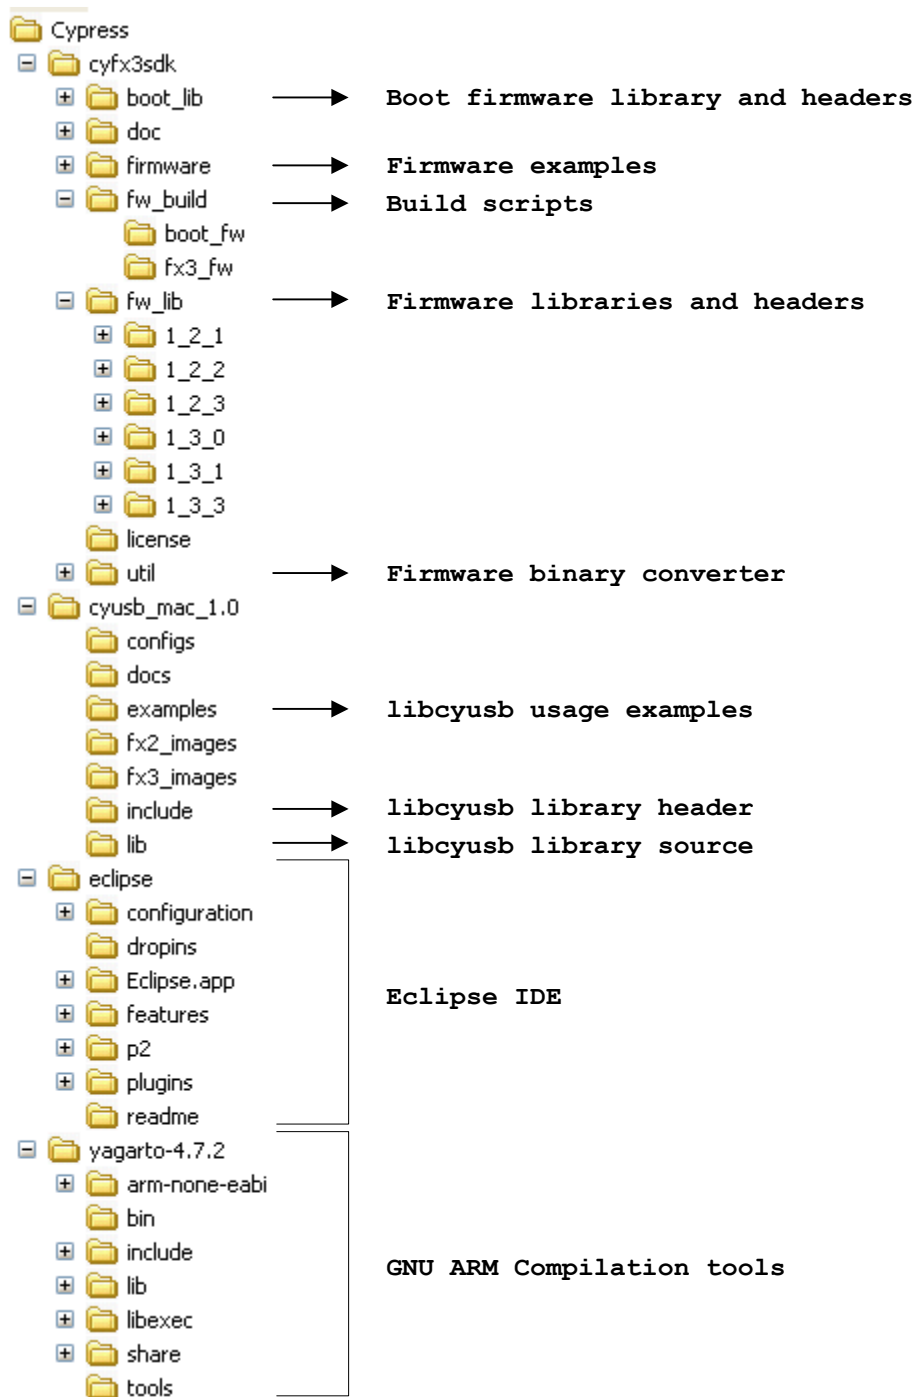 Cypress
cyfx3sdk
boot_lib Boot firmware library and headers
doc
firmware Firmware examples
fw_build Build scripts
boot_fw
fx3_fw
fw_lib Firmware libraries and headers
1_2_1
1_2_2
1_2_3
1_3_0
1_3_1
1_3_3
license
util Firmware binary converter
cyusb_mac_1.0
configs
docs
examples libcyusb usage examples
fx2_images
fx3_images
include libcyusb library header
lib libcyusb library source
eclipse
configuration
dropins
Eclipse.app
features Eclipse IDE
p2
plugins
readme
yagarto-4.7.2
arm-none-eabi
bin
include
lib GNU ARM Compilation tools
libexec
share
tools